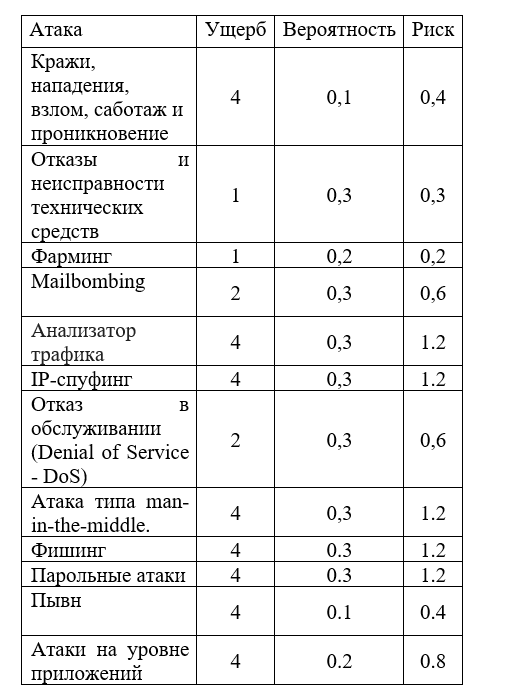 Атака Ущерб Вероятность Риск
Кражи,
нападения,
взлом, саботаж и
проникновение
4 0,1 0,4
Отказы и
неисправности
технических
средств
1 0,3 0,3
Фарминг 1 0,2 0,2
Mailbombing
2 0,3 0,6
Анализатор
трафика
4 0,3 1.2
IP-спуфинг 4 0,3 1.2
Отказ в
обслуживании
(Denial of Service
- DoS)
2 0,3 0,6
Атака типа man-
in-the-middle.
4 0,3 1.2
Фишинг 4 0.3 1.2
Парольные атаки 4 0.3 1.2
Пывн
4 0.1 0.4
Атаки на уровне
приложений
4 0.2 0.8